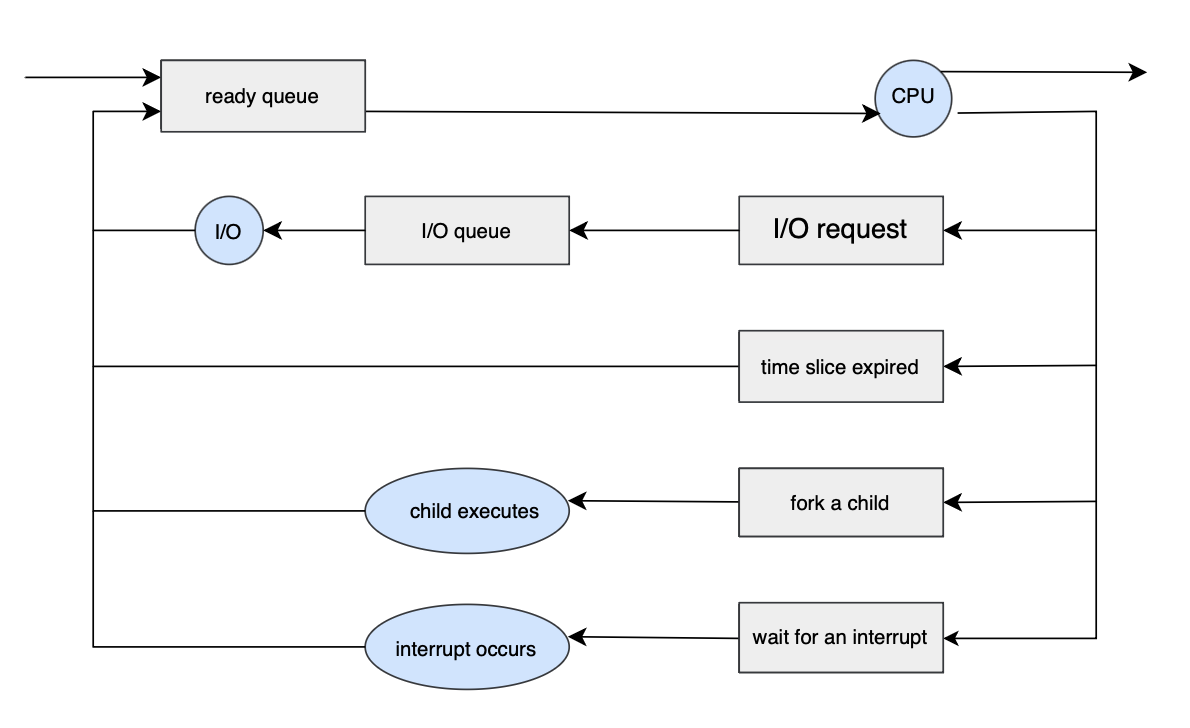 ready queue
CPU
I/O
I/O queue
I/O request
time slice expired
child executes
fork a child
interrupt occurs
wait for an interrupt